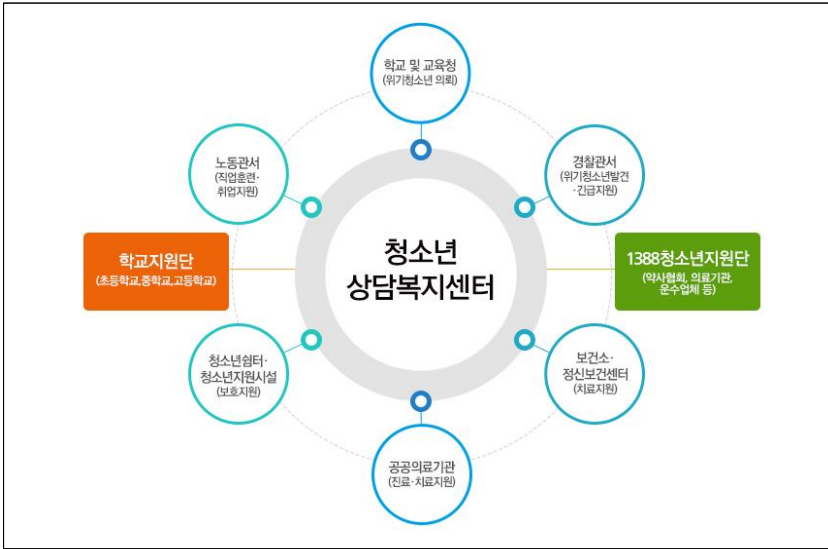 학교 및 교육청
(위기청소년 의뢰)
노동관서
(직업훈련·
취업지원)
경찰관서
(위기청소년발견
·긴급지원)
학교지원단
(초등학교,중학교,고등학교)
청소년
상담복지센터
1388청소년지원단
(약사협회, 의료기관,
운수업체 등)
청소년쉼터·
청소년지원시설
(보호지원)
보건소·
정신보건센터
(치료지원)
공공의료기관
(진료·치료지원)